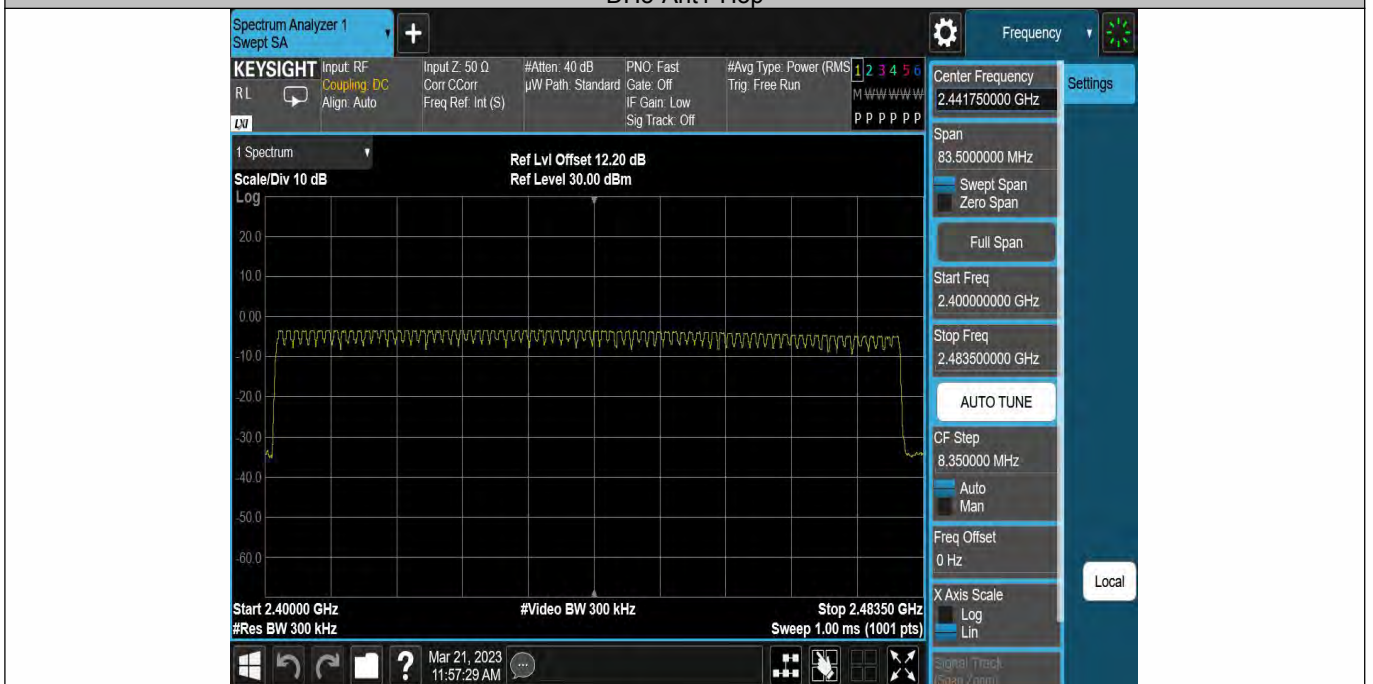 Spectrum Analyzer 1
Swept SA
+
Frequency
KEYSIGHT
RL
LXI
Input: RF
Coupling: DC
Align: Auto
Input Z: 50 Ω
Corr CCorr
Freq Ref: Int (S)
#Atten: 40 dB
µW Path: Standard
PNO: Fast
Gate: Off
IF Gain: Low
Sig Track: Off
#Avg Type: Power (RMS
Trig: Free Run
1 2 3 4 5 6
M W W W W W
P P P P P P
1 Spectrum
Scale/Div 10 dB
Ref Lvl Offset 12.20 dB
Ref Level 30.00 dBm
Log
20.0
10.0
0.00
-10.0
-20.0
-30.0
-40.0
-50.0
-60.0
Start 2.40000 GHz
#Res BW 300 kHz
#Video BW 300 kHz
Stop 2.48350 GHz
Sweep 1.00 ms (1001 pts)
Center Frequency
2.441750000 GHz
Settings
Span
83.5000000 MHz
Swept Span
Zero Span
Full Span
Start Freq
2.400000000 GHz
Stop Freq
2.483500000 GHz
AUTO TUNE
CF Step
8.350000 MHz
Auto
Man
Freq Offset
0 Hz
X Axis Scale
Log
Lin
Local
Signal Track
(Span Zoom)
?
Mar 21, 2023
11:57:29 AM